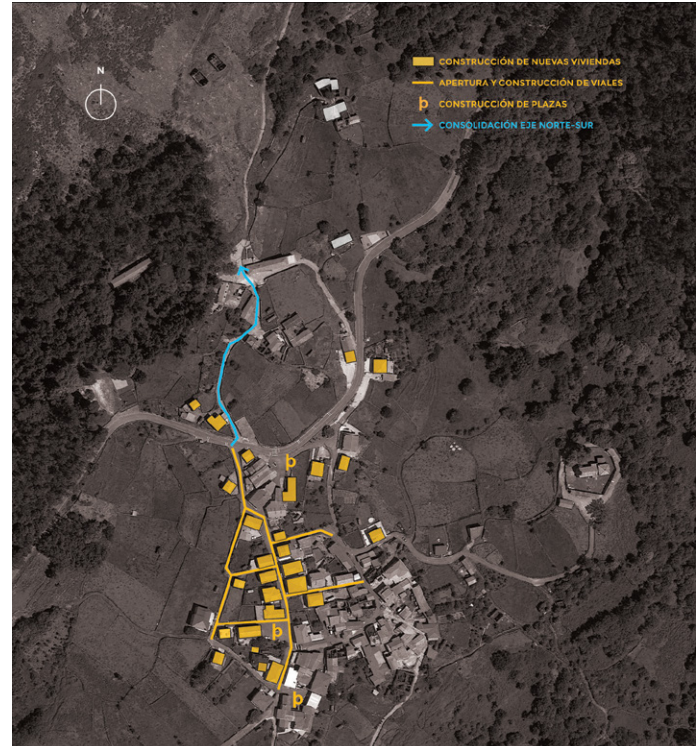 N
CONSTRUCCIÓN DE NUEVAS VIVIENDAS
APERTURA Y CONSTRUCCIÓN DE VIALES
þ CONSTRUCCIÓN DE PLAZAS
CONSOLIDACIÓN EJE NORTE-SUR
þ
þ
þ